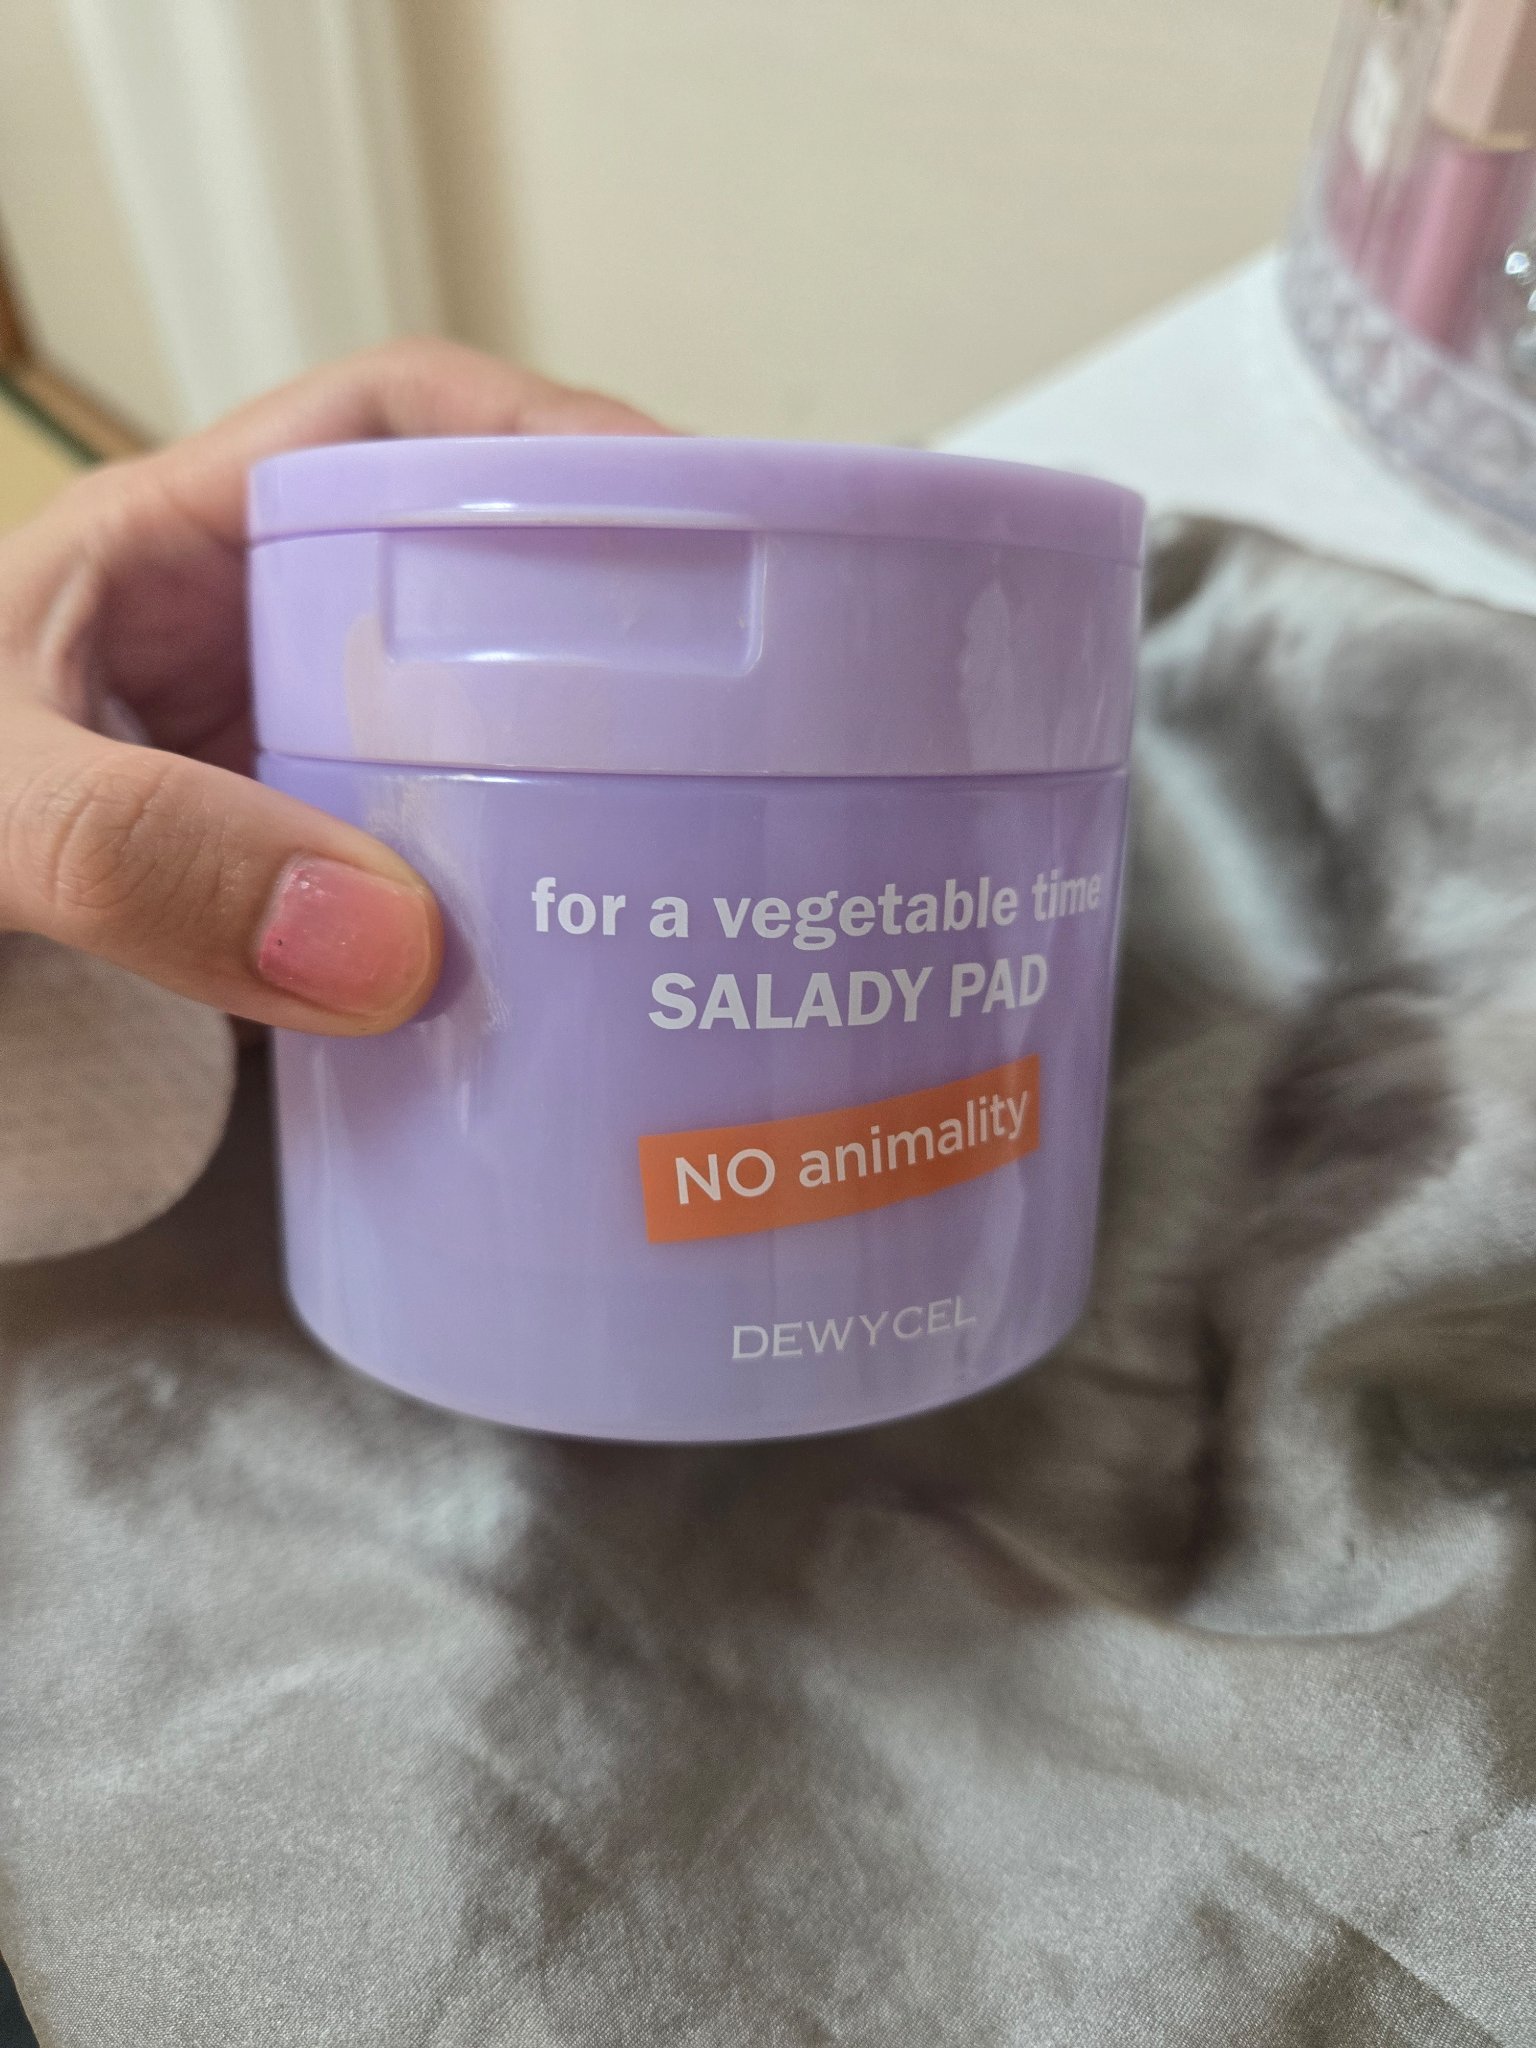 for a vegetable time
SALADY PAD
NO animality
DEWYCEL